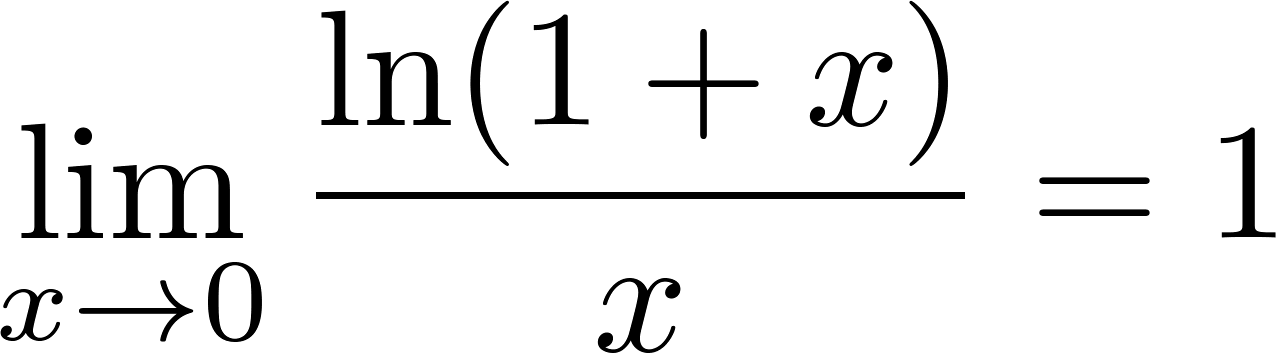 lim x→0 ln(1 + x) / x = 1